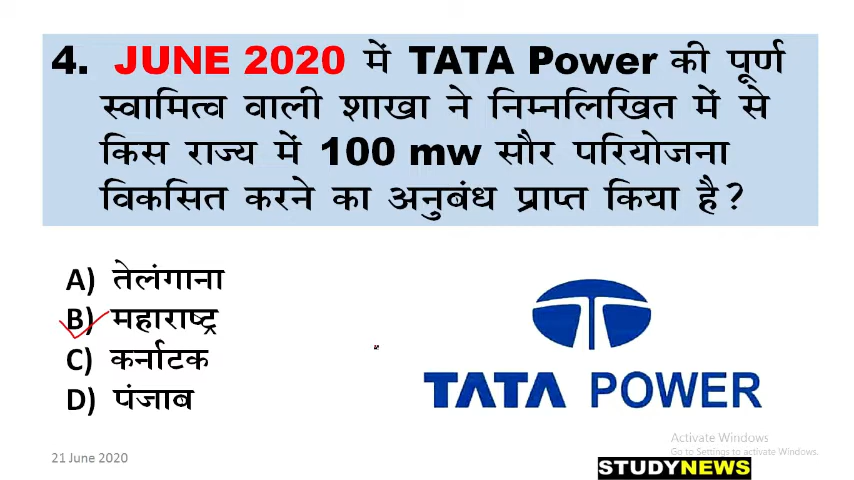 4. JUNE 2020 में TATA Power की पूर्ण
स्वामित्व वाली शाखा ने निम्नलिखित में से
किस राज्य में 100 mw सौर परियोजना
विकसित करने का अनुबंध प्राप्त किया है?
A) तेलंगाना
B) महाराष्ट्र
C) कर्नाटक
D) पंजाब
TATA POWER
Activate Windows
Go to Settings to activate Windows.
21 June 2020
STUDYNEWS